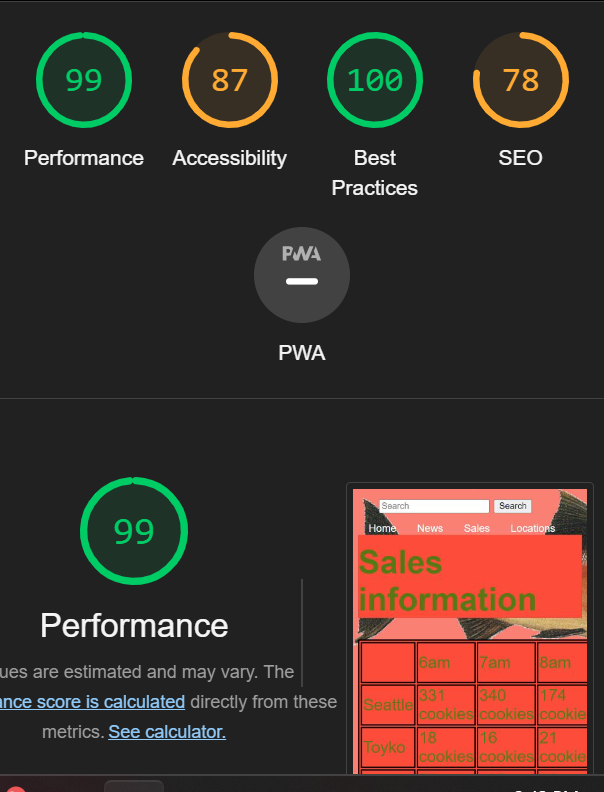 99 87 100 78
Performance Accessibility Best SEO
Practices
PWA
PWA
99
Performance
ues are estimated and may vary. The
nce score is calculated directly from these
metrics. See calculator.
Search Search
Home News Sales Locations
Sales
information
6am 7am 8am
Seattle 331 340 174
cookies cookies cookie
Toyko 18 16 21
cookies cookies cookie